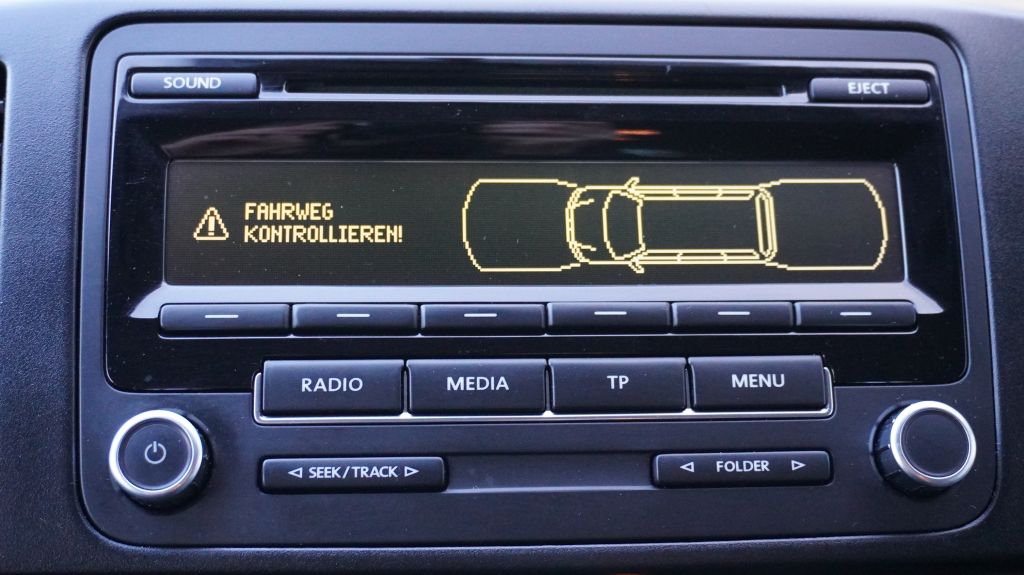 SOUND
EJECT
FAHRWEG
KONTROLLIEREN!
RADIO
MEDIA
TP
MENU
SEEK/TRACK
FOLDER